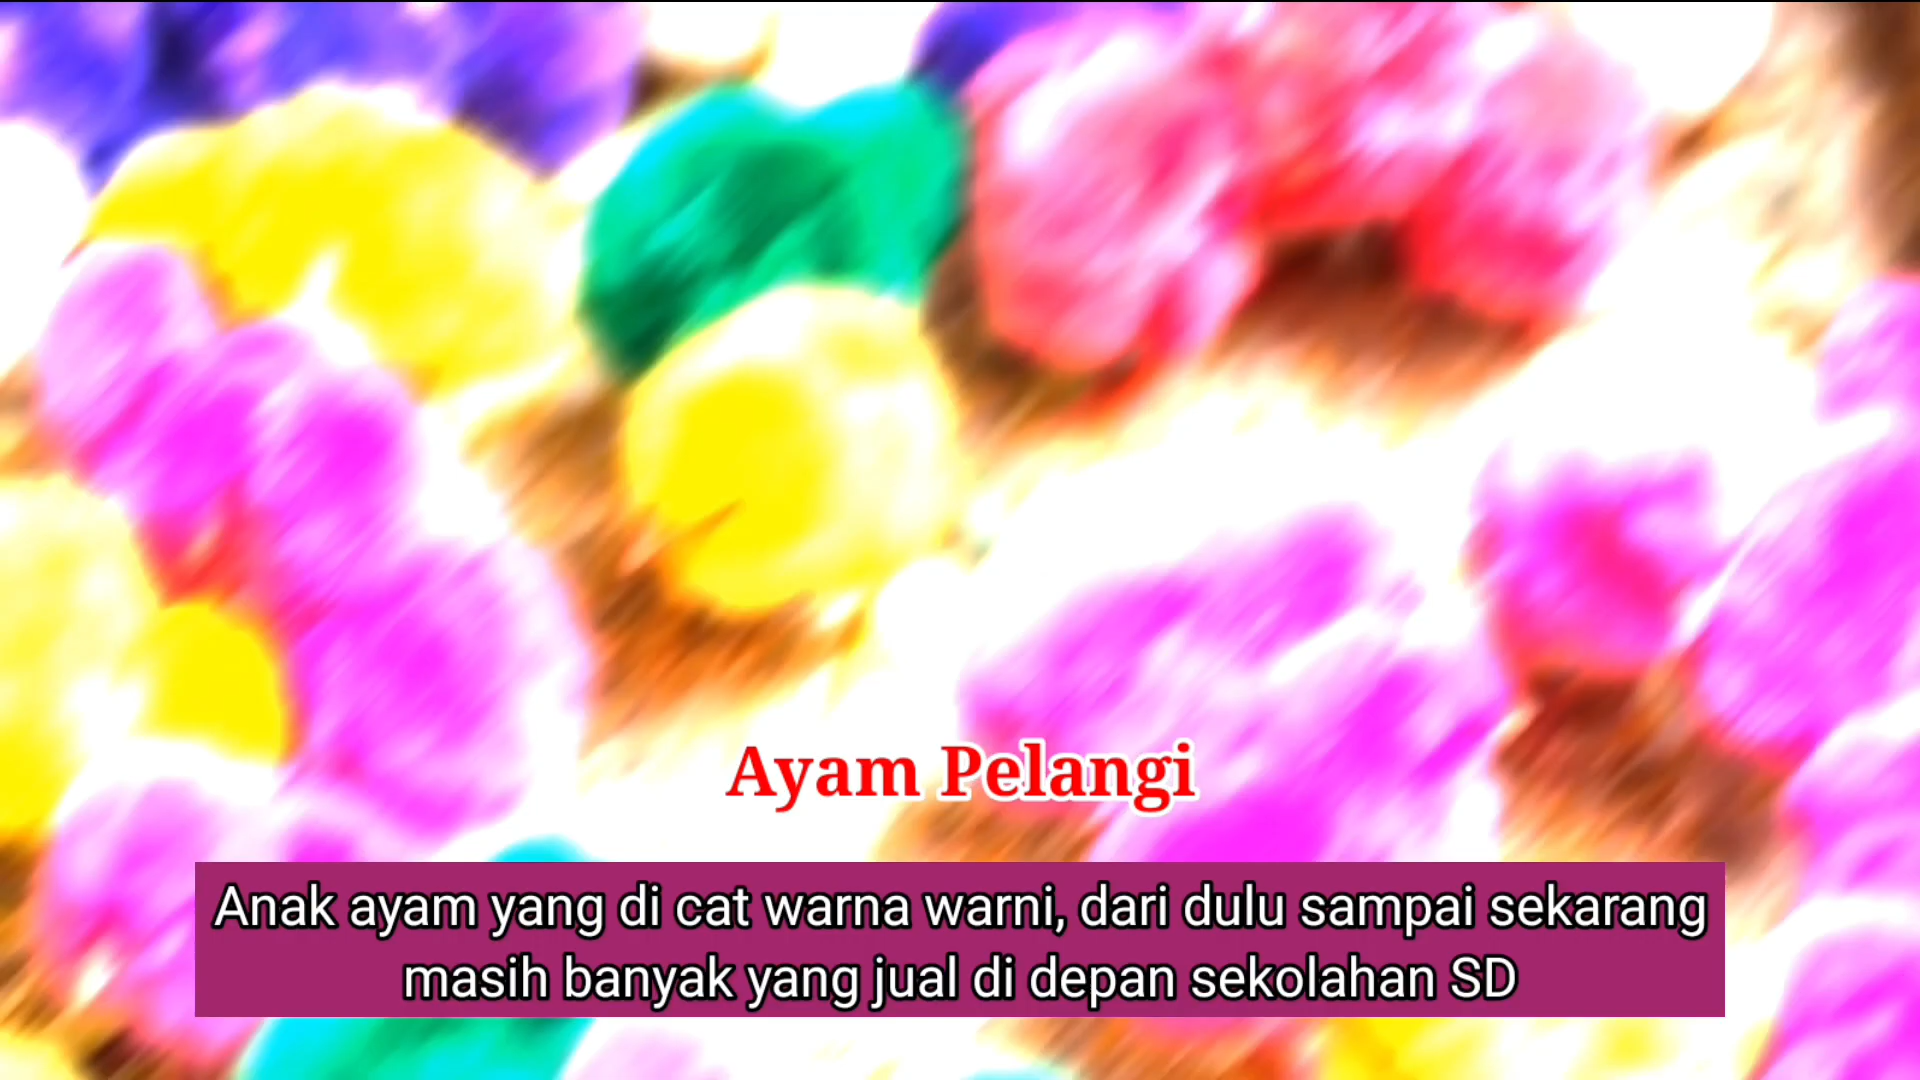 Ayam Pelangi
Anak ayam yang di cat warna warni, dari dulu sampai sekarang
masih banyak yang jual di depan sekolahan SD